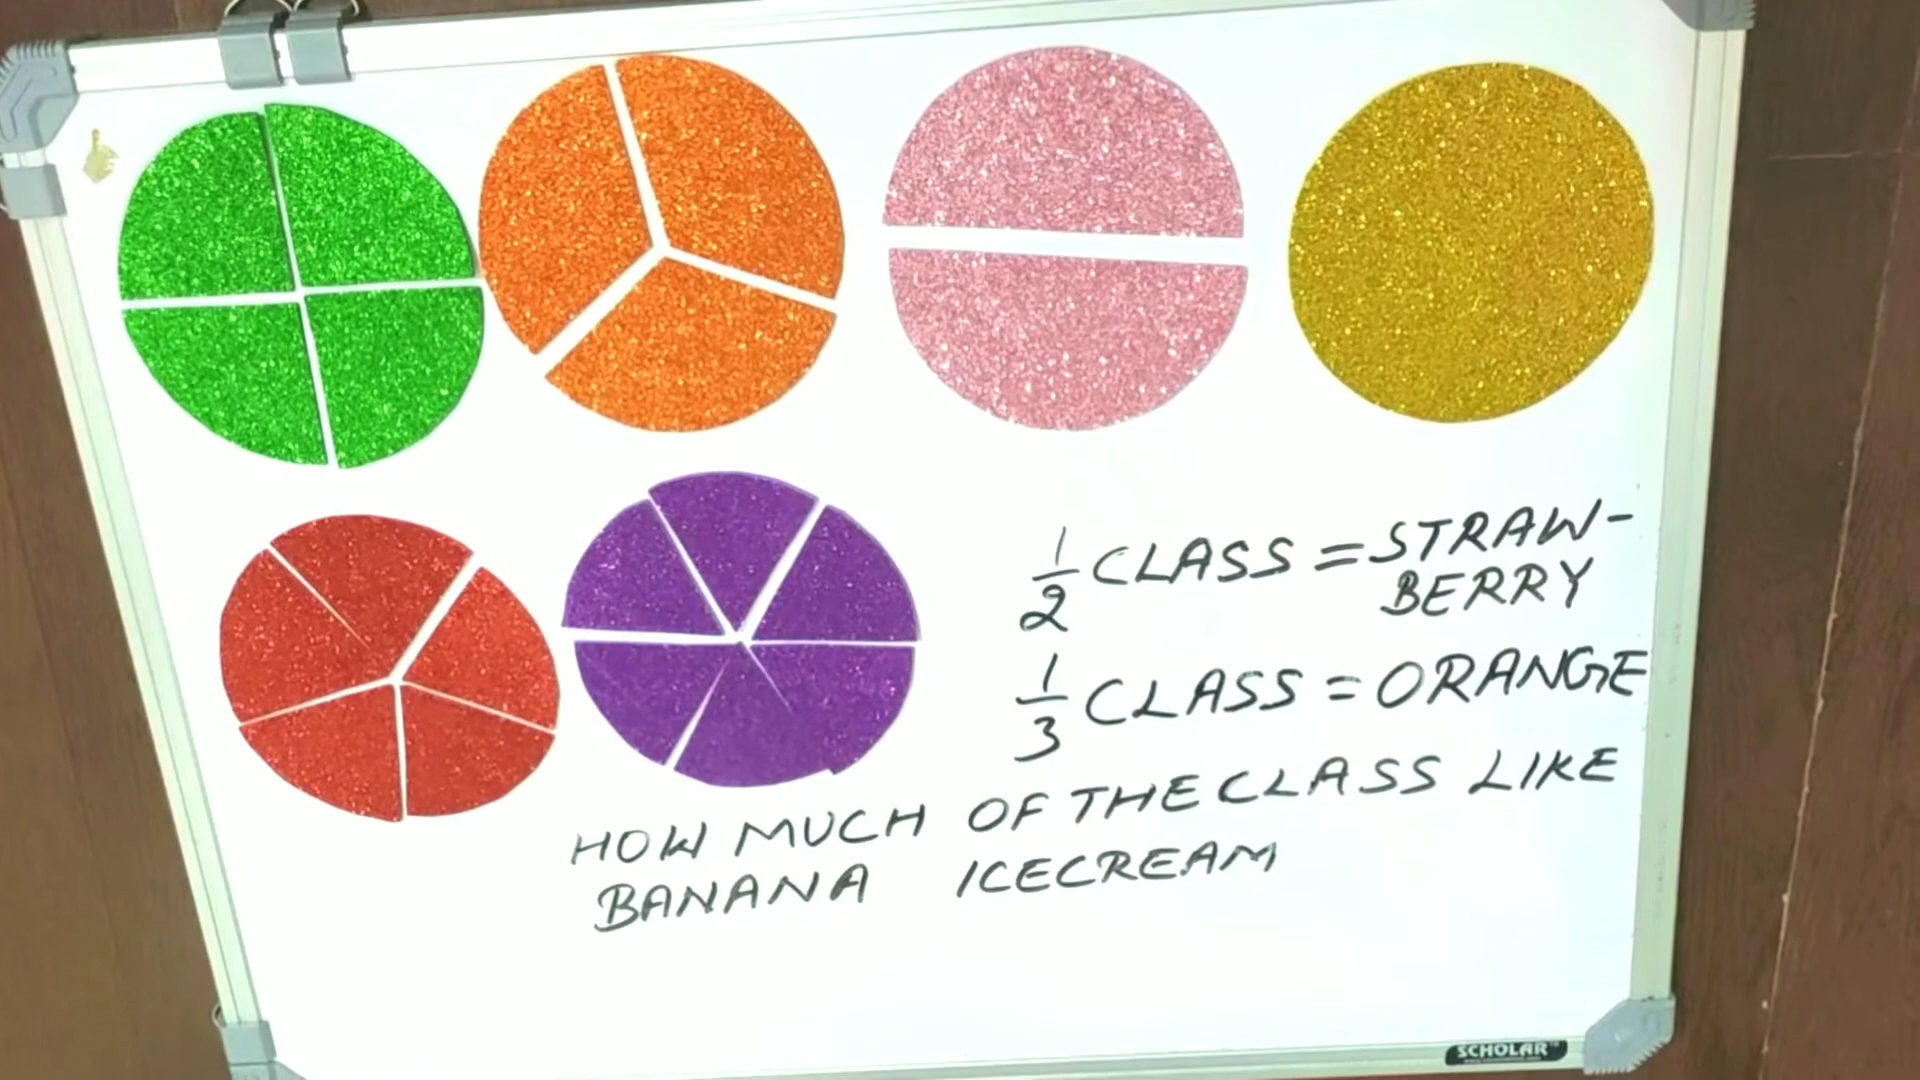 1/2 CLASS = STRAW-
BERRY
1/3 CLASS = ORANGE
HOW MUCH OF THE CLASS LIKE
BANANA ICECREAM
SCHOLAR